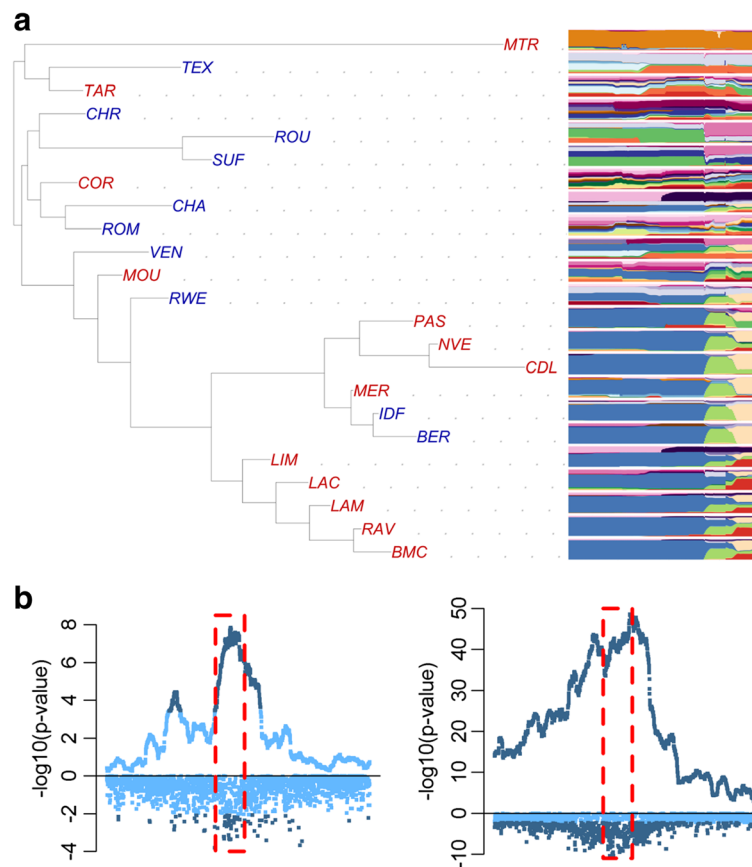 a
MTR
TEX
TAR
CHR
ROU
SUF
COR
CHA
ROM
VEN
MOU
RWE
PAS
NVE
CDL
MER
IDF
BER
LIM
LAC
LAM
RAV
BMC
b
-log10(p-value)
8
6
4
2
0
-2
-4
-log10(p-value)
50
40
30
20
10
0
-10